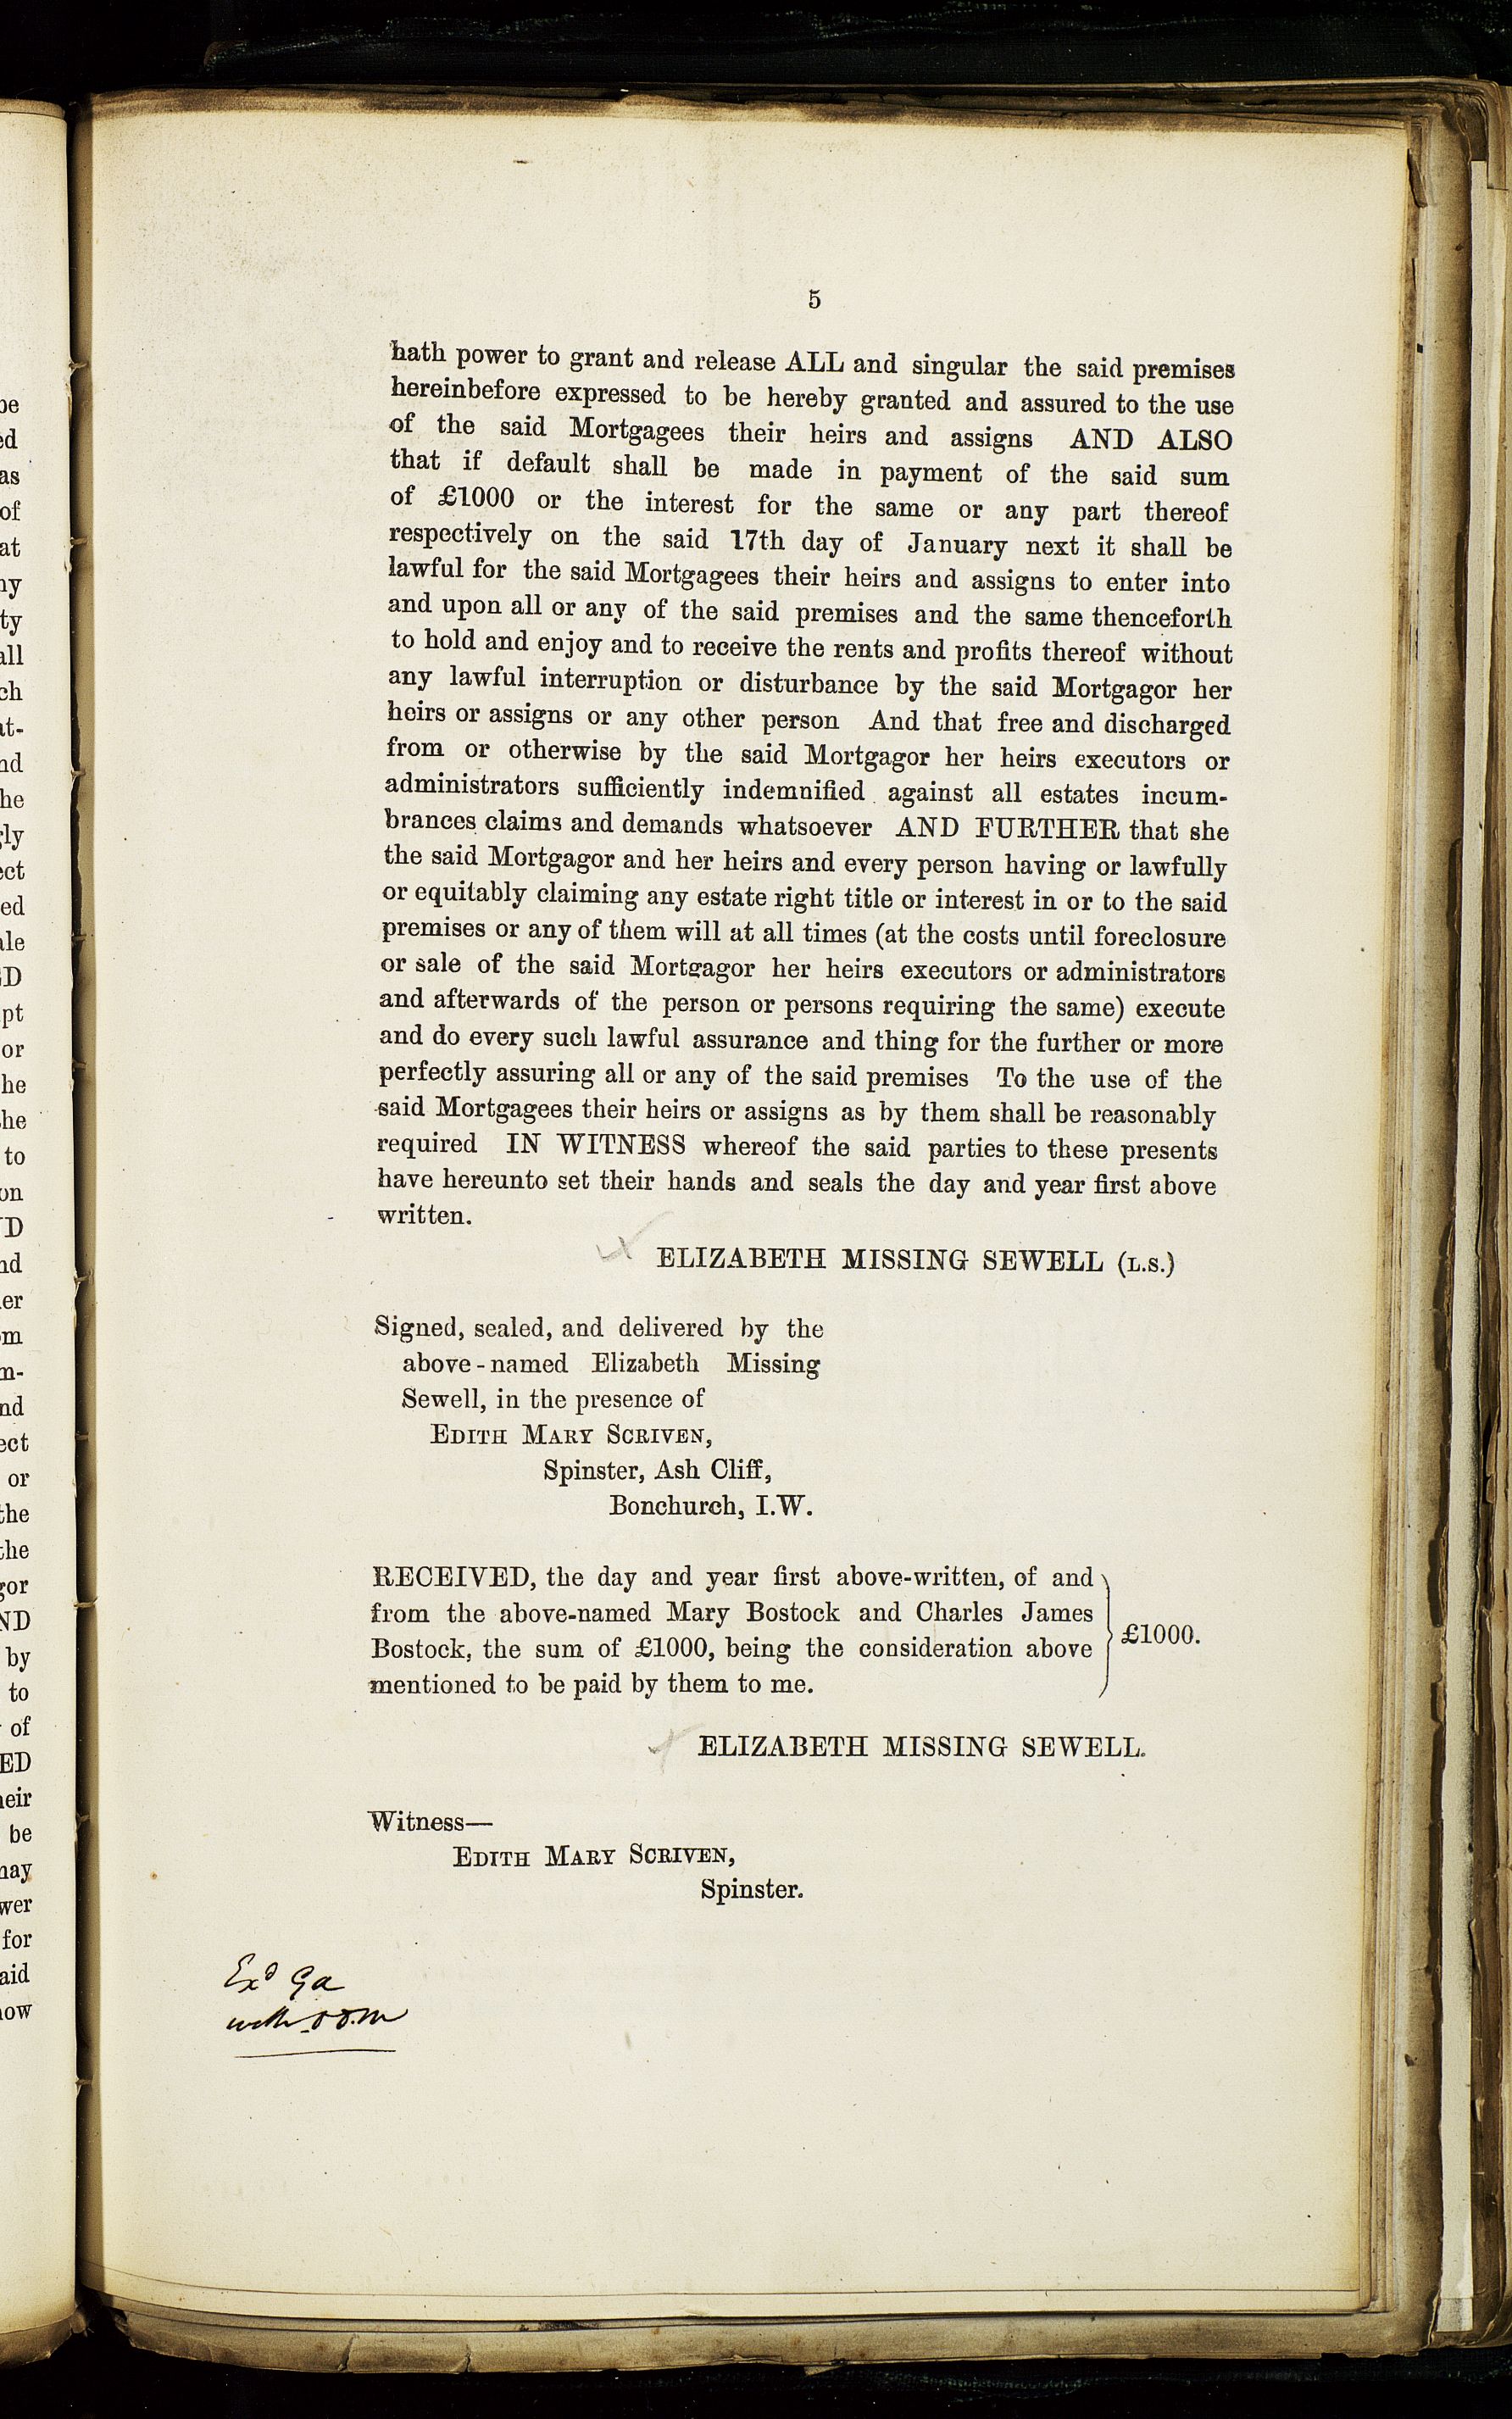 5
hath power to grant and release ALL and singular the said premises
hereinbefore expressed to be hereby granted and assured to the use
of the said Mortgagees their heirs and assigns AND ALSO
that if default shall be made in payment of the said sum
of £1000 or the interest for the same or any part thereof
respectively on the said 17th day of January next it shall be
lawful for the said Mortgagees their heirs and assigns to enter into
and upon all or any of the said premises and the same thenceforth
to hold and enjoy and to receive the rents and profits thereof without
any lawful interruption or disturbance by the said Mortgagor her
heirs or assigns or any other person And that free and discharged
from or otherwise by the said Mortgagor her heirs executors or
administrators sufficiently indemnified against all estates incum-
brances claims and demands whatsoever AND FURTHER that she
the said Mortgagor and her heirs and every person having or lawfully
or equitably claiming any estate right title or interest in or to the said
premises or any of them will at all times (at the costs until foreclosure
or sale of the said Mortgagor her heirs executors or administrators
and afterwards of the person or persons requiring the same) execute
and do every such lawful assurance and thing for the further or more
perfectly assuring all or any of the said premises To the use of the
said Mortgagees their heirs or assigns as by them shall be reasonably
required IN WITNESS whereof the said parties to these presents
have hereunto set their hands and seals the day and year first above
written.
ELIZABETH MISSING SEWELL (L.S.)
Signed, sealed, and delivered by the
above-named Elizabeth Missing
Sewell, in the presence of
EDITH MARY SCRIVEN,
Spinster, Ash Cliff,
Bonchurch, I.W.
RECEIVED, the day and year first above-written, of and
from the above-named Mary Bostock and Charles James
Bostock, the sum of £1000, being the consideration above
mentioned to be paid by them to me.
£1000.
ELIZABETH MISSING SEWELL.
Witness—
EDITH MARY SCRIVEN,
Spinster.
Exd
with